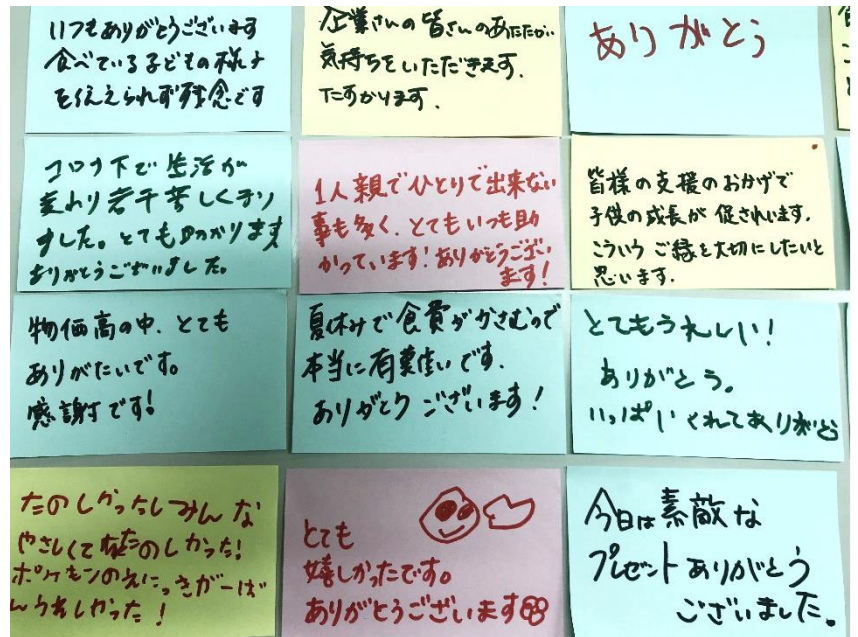 いつもありがとうございます
食べている子どもの様子
を伝えられず残念です
企業さんの皆さんのあたたかい
気持ちをいただきます.
たすかります.
ありがとう
コロナ下で生活が
変わり若干苦しくなり
ました。とても助かります
ありがとうございました。
1人親でひとりで出来ない
事も多く、とてもいつも助
かっています!ありがとうござい
ます!
皆様の支援のおかげで
子供の成長が促されいます.
こういうご縁を大切にしたいと
思います.
物価高の中、とても
ありがたいです。
感謝です!
夏休みで食費がかさむので
本当に有難いです.
ありがとうございます!
とてもうれしい!
ありがとう。
いっぱいくれてありがとう
たのしかったしみんな
やさしくてたのしかった!
ポケモンのえにっきがーば
んうれしかった!
とても
嬉しかったです。
ありがとうございます
今日は素敵な
プレゼントありがとう
ございました。